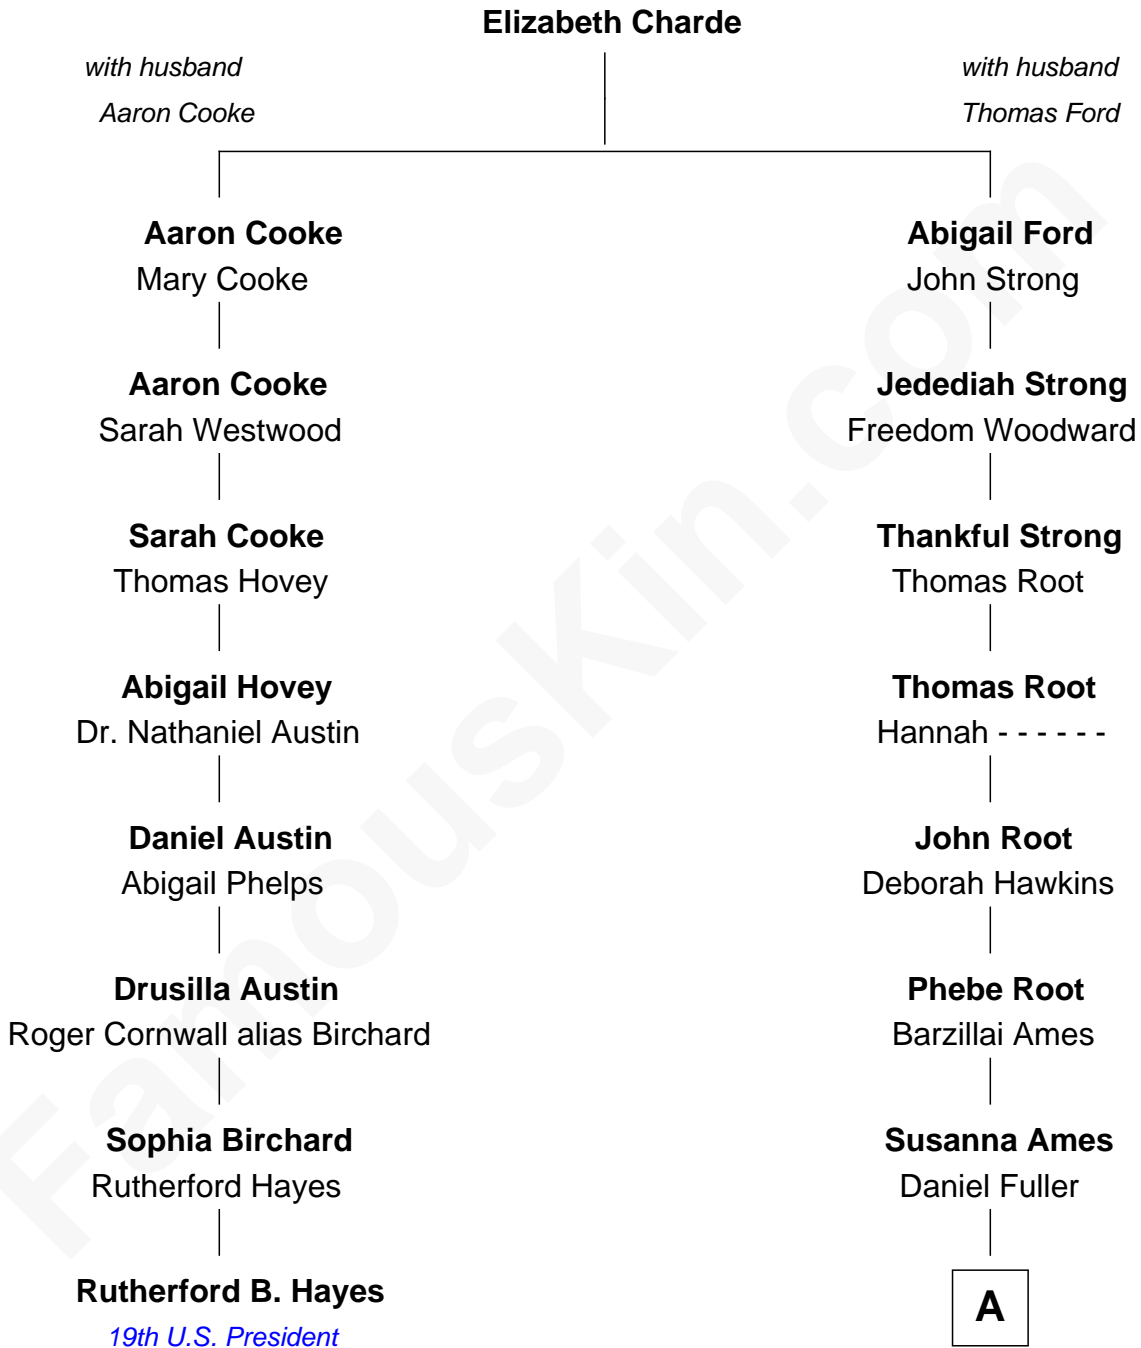 Elizabeth Charde
with husband
Aaron Cooke
with husband
Thomas Ford
Aaron Cooke
Mary Cooke
Abigail Ford
John Strong
Aaron Cooke
Sarah Westwood
Jedediah Strong
Freedom Woodward
Sarah Cooke
Thomas Hovey
Thankful Strong
Thomas Root
Abigail Hovey
Dr. Nathaniel Austin
Thomas Root
Hannah - - - - - -
Daniel Austin
Abigail Phelps
John Root
Deborah Hawkins
Drusilla Austin
Roger Cornwall alias Birchard
Phebe Root
Barzillai Ames
Sophia Birchard
Rutherford Hayes
Susanna Ames
Daniel Fuller
Rutherford B. Hayes
19th U.S. President
A
FamousKin.com